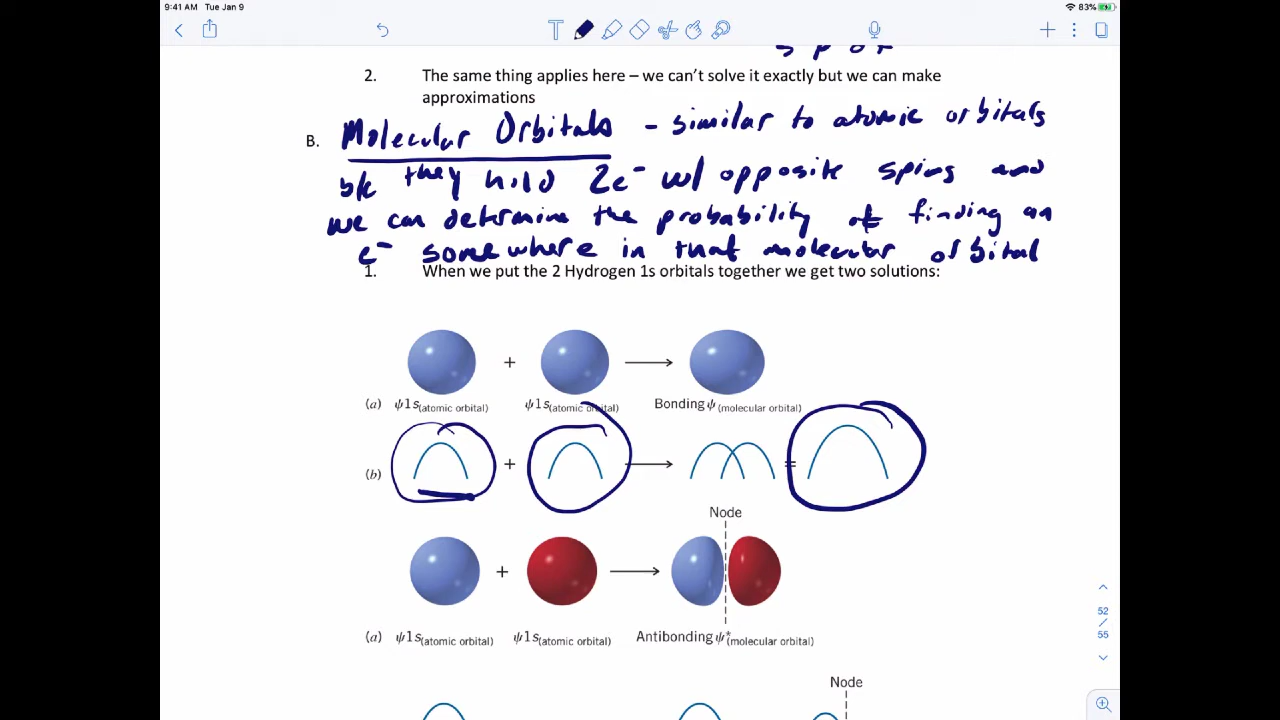 9:41 AM Tue Jan 9
83%
2. The same thing applies here – we can't solve it exactly but we can make
approximations
B. Molecular Orbitals - similar to atomic orbitals
b/c they hold 2e⁻ w/ opposite spins and
we can determine the probability of finding an
e⁻ somewhere in that molecular orbital
1. When we put the 2 Hydrogen 1s orbitals together we get two solutions:
+
(a) ψ1s(atomic orbital) ψ1s(atomic orbital) Bonding ψ(molecular orbital)
(b) + =
Node
+
(a) ψ1s(atomic orbital) ψ1s(atomic orbital) Antibonding ψ*(molecular orbital)
Node
52
/
55